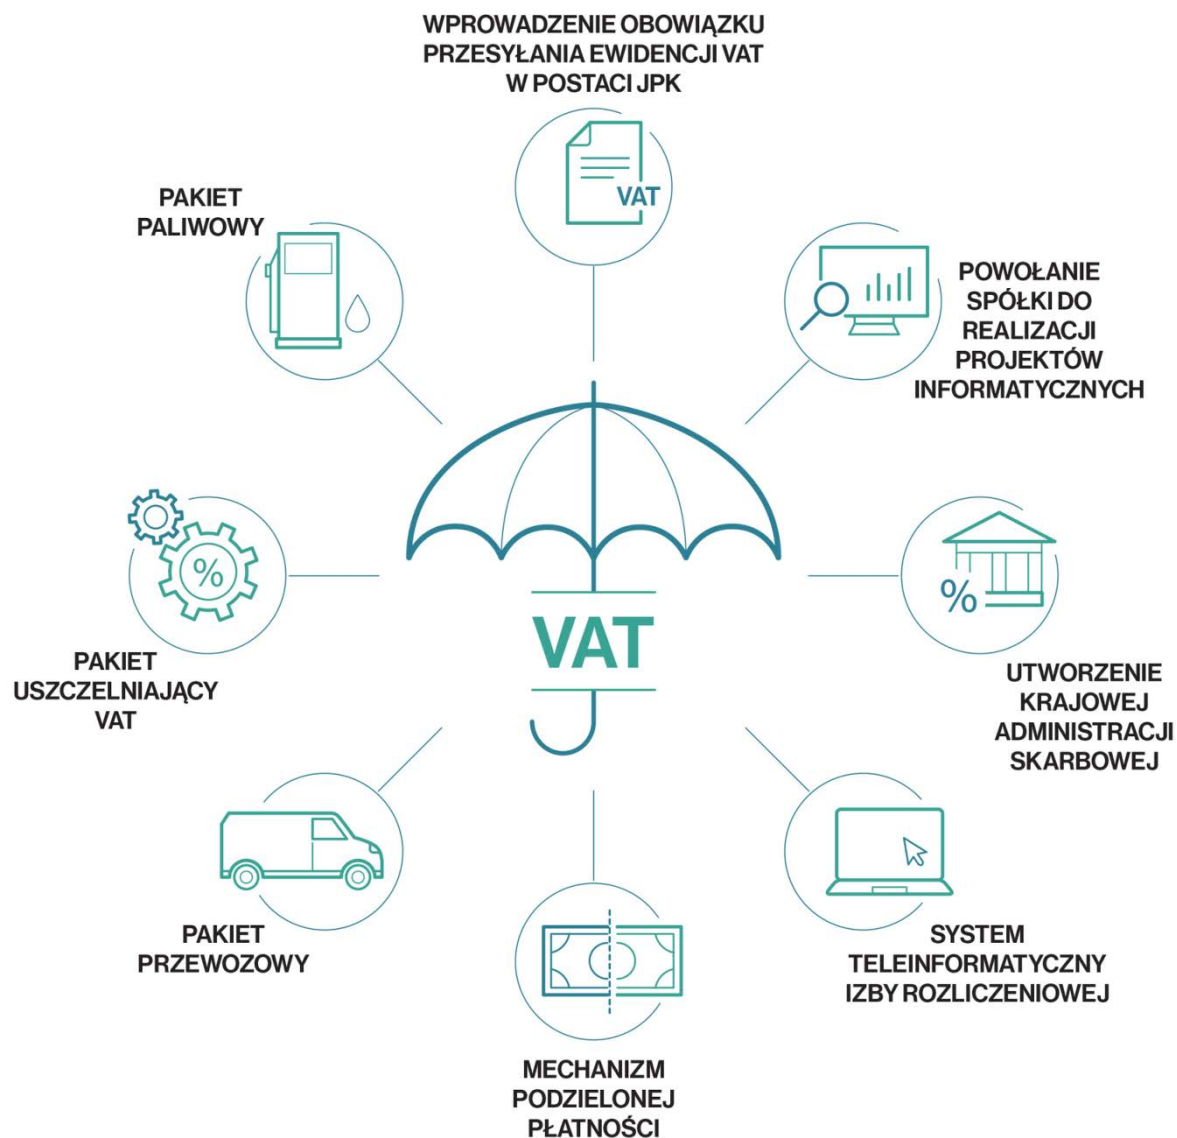 WPROWADZENIE OBOWIĄZKU
PRZESYŁANIA EWIDENCJI VAT
W POSTACI JPK
VAT
PAKIET
PALIWOWY
POWOŁANIE
SPÓŁKI DO
REALIZACJI
PROJEKTÓW
INFORMATYCZNYCH
%
PAKIET
USZCZELNIAJĄCY
VAT
VAT
%
UTWORZENIE
KRAJOWEJ
ADMINISTRACJI
SKARBOWEJ
PAKIET
PRZEWOZOWY
SYSTEM
TELEINFORMATYCZNY
IZBY ROZLICZENIOWEJ
MECHANIZM
PODZIELONEJ
PŁATNOŚCI